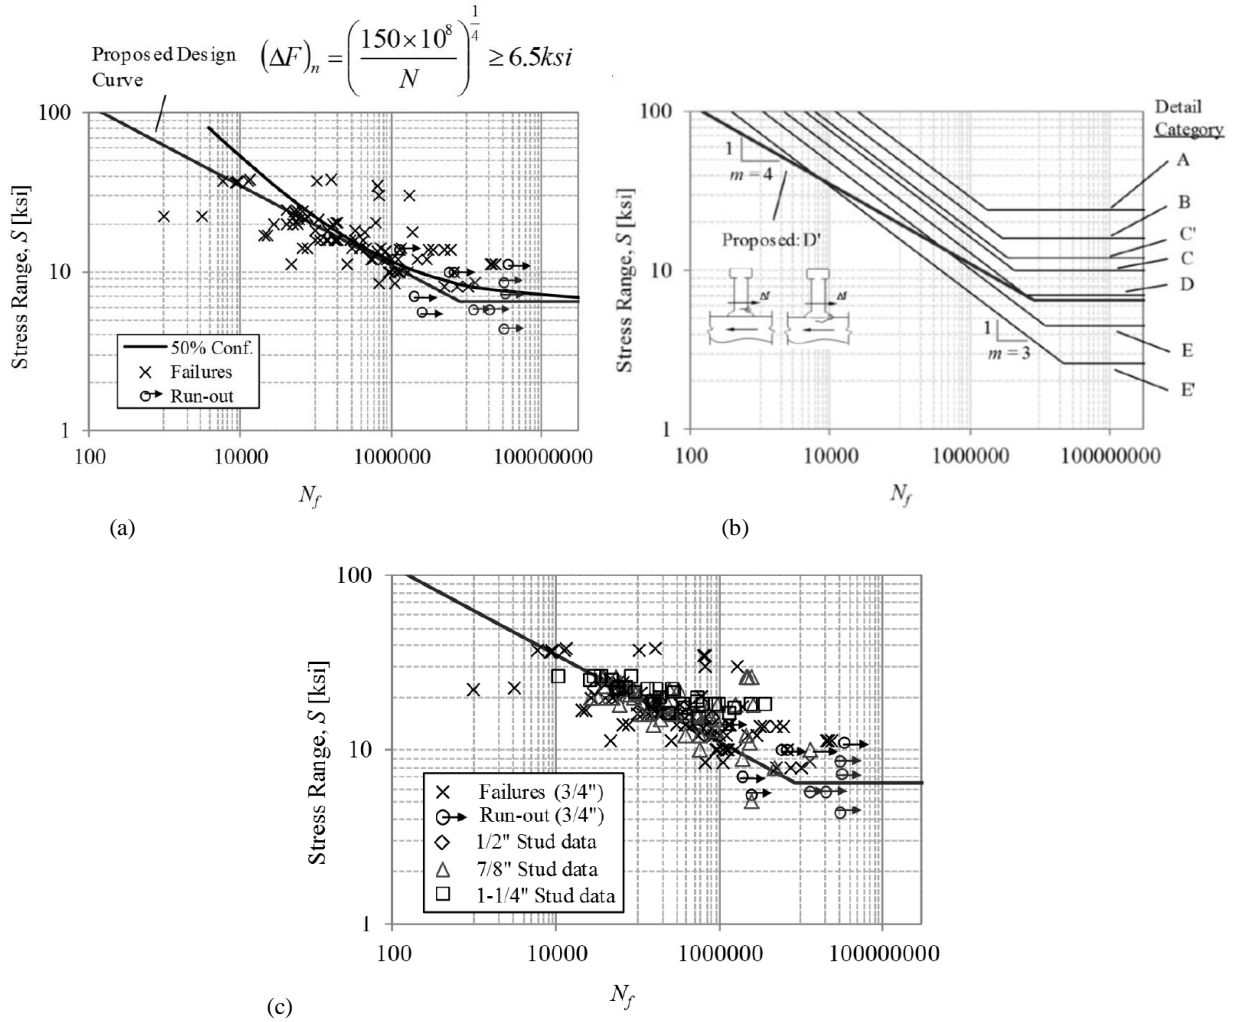 Proposed Design
Curve
(ΔF)n = (150×10^8 / N)^(1/4) ≥ 6.5ksi
100
10
1
Stress Range, S [ksi]
50% Conf.
Failures
Run-out
100
10000
1000000
100000000
Nf
(a)
Detail
Category
100
10
1
Stress Range, S [ksi]
1
m = 4
Proposed: D'
Δf
Δf
1
m = 3
A
B
C'
C
D
E
E'
100
10000
1000000
100000000
Nf
(b)
100
10
1
Stress Range, S [ksi]
Failures (3/4")
Run-out (3/4")
1/2" Stud data
7/8" Stud data
1-1/4" Stud data
100
10000
1000000
100000000
Nf
(c)